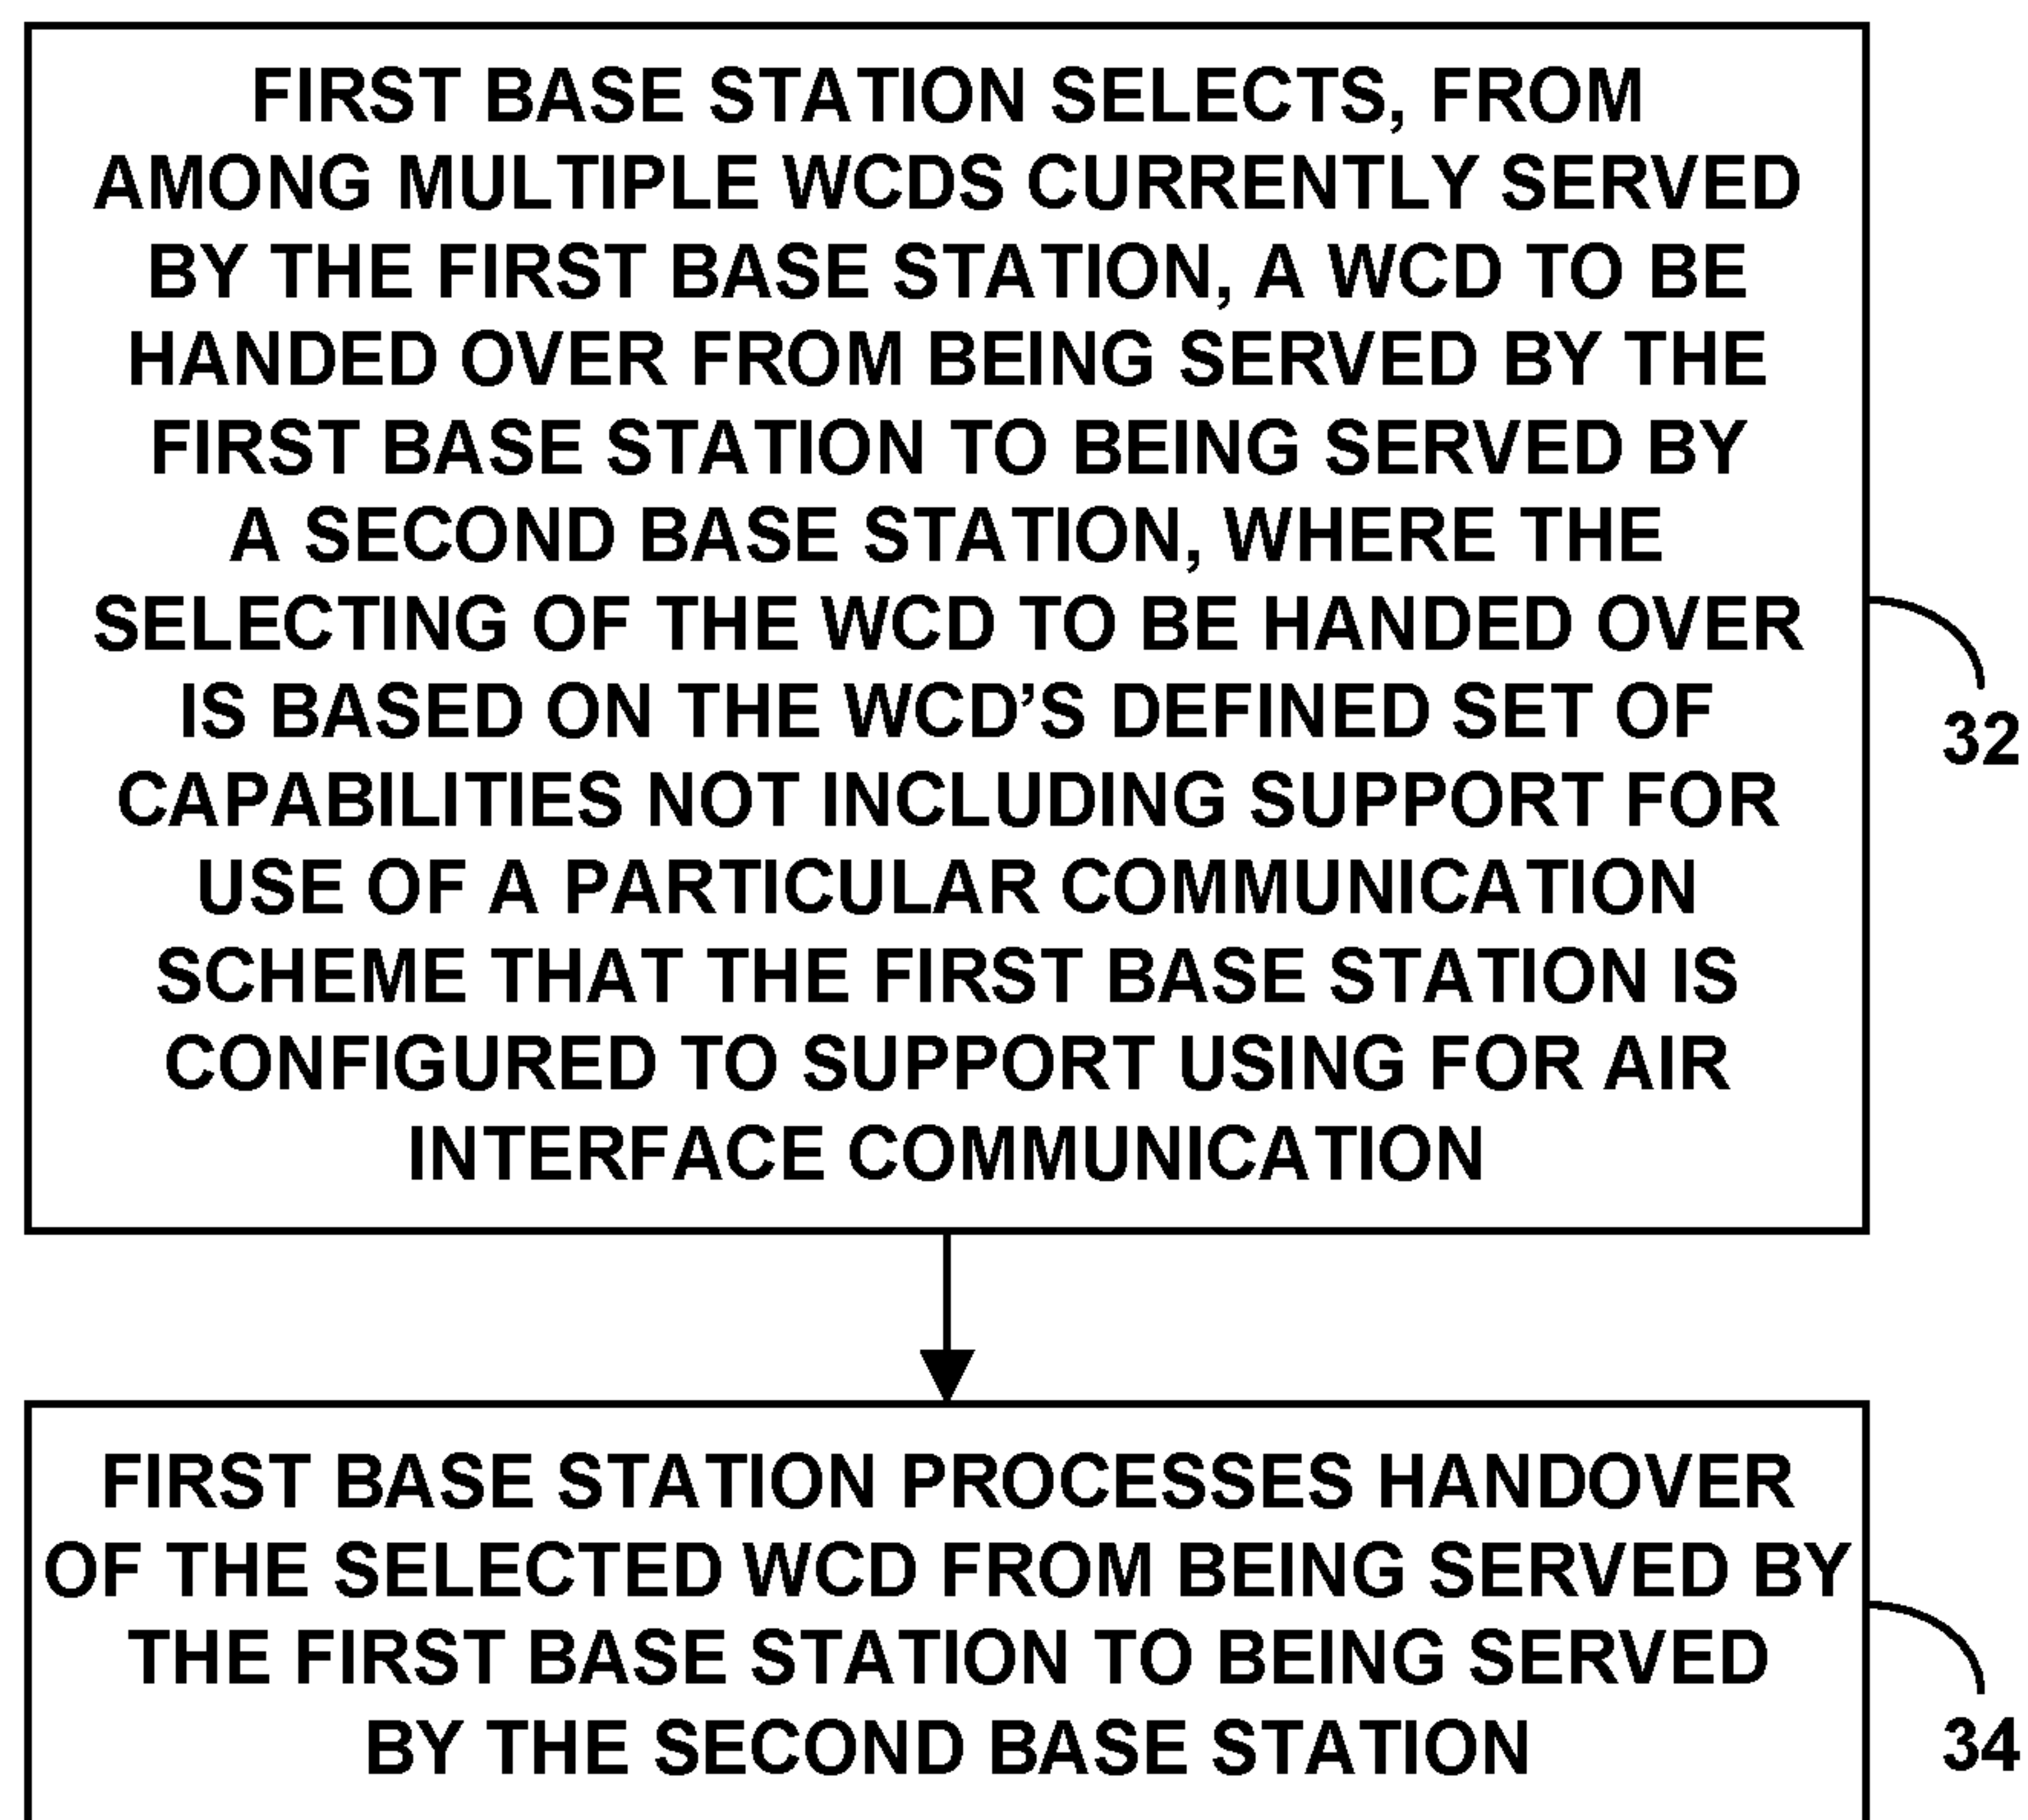 FIRST BASE STATION SELECTS, FROM
AMONG MULTIPLE WCDS CURRENTLY SERVED
BY THE FIRST BASE STATION, A WCD TO BE
HANDED OVER FROM BEING SERVED BY THE
FIRST BASE STATION TO BEING SERVED BY
A SECOND BASE STATION, WHERE THE
SELECTING OF THE WCD TO BE HANDED OVER
IS BASED ON THE WCD’S DEFINED SET OF
CAPABILITIES NOT INCLUDING SUPPORT FOR
USE OF A PARTICULAR COMMUNICATION
SCHEME THAT THE FIRST BASE STATION IS
CONFIGURED TO SUPPORT USING FOR AIR
INTERFACE COMMUNICATION
32
FIRST BASE STATION PROCESSES HANDOVER
OF THE SELECTED WCD FROM BEING SERVED BY
THE FIRST BASE STATION TO BEING SERVED
BY THE SECOND BASE STATION
34